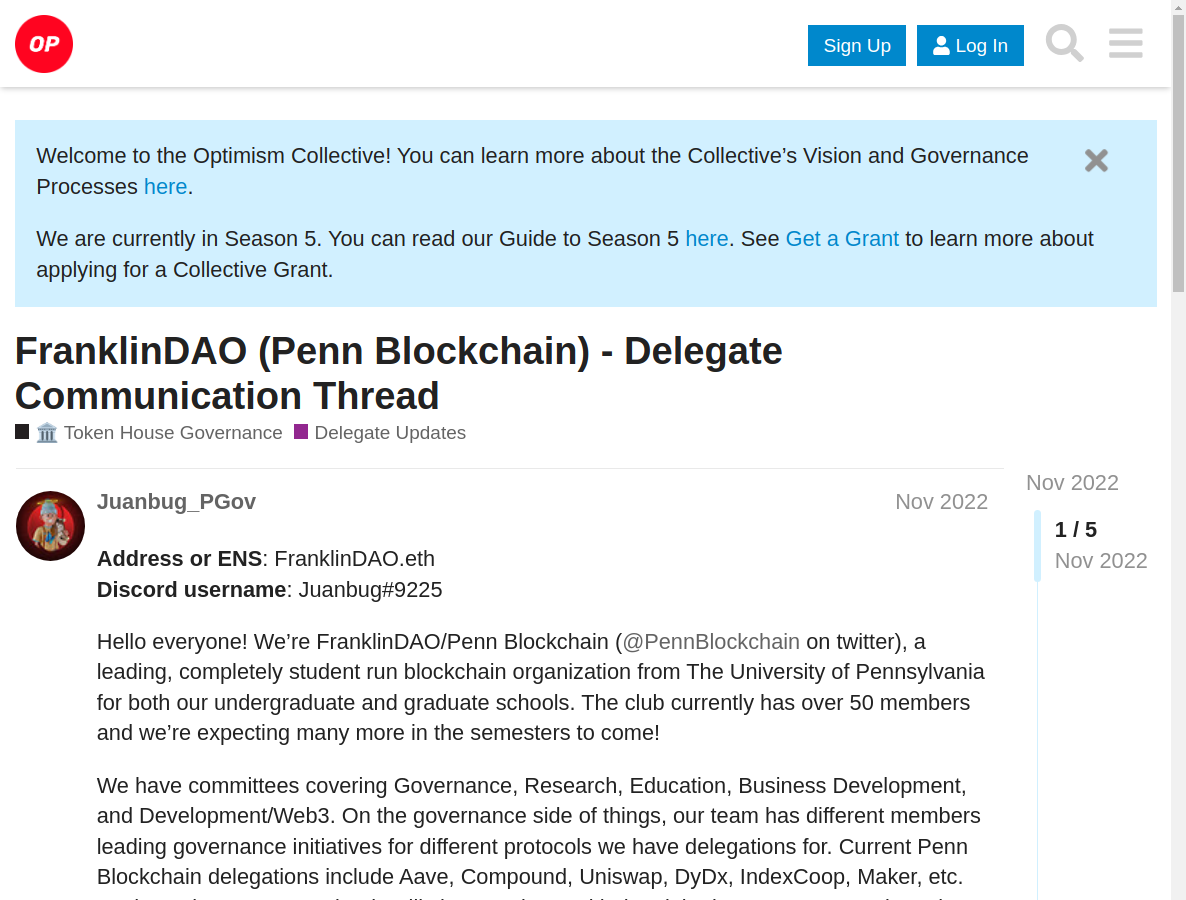 OP
Sign Up
Log In
Welcome to the Optimism Collective! You can learn more about the Collective’s Vision and Governance
Processes here.
We are currently in Season 5. You can read our Guide to Season 5 here. See Get a Grant to learn more about
applying for a Collective Grant.
FranklinDAO (Penn Blockchain) - Delegate
Communication Thread
Token House Governance Delegate Updates
Juanbug_PGov
Nov 2022
Nov 2022
1 / 5
Nov 2022
Address or ENS: FranklinDAO.eth
Discord username: Juanbug#9225
Hello everyone! We’re FranklinDAO/Penn Blockchain (@PennBlockchain on twitter), a
leading, completely student run blockchain organization from The University of Pennsylvania
for both our undergraduate and graduate schools. The club currently has over 50 members
and we’re expecting many more in the semesters to come!
We have committees covering Governance, Research, Education, Business Development,
and Development/Web3. On the governance side of things, our team has different members
leading governance initiatives for different protocols we have delegations for. Current Penn
Blockchain delegations include Aave, Compound, Uniswap, DyDx, IndexCoop, Maker, etc.